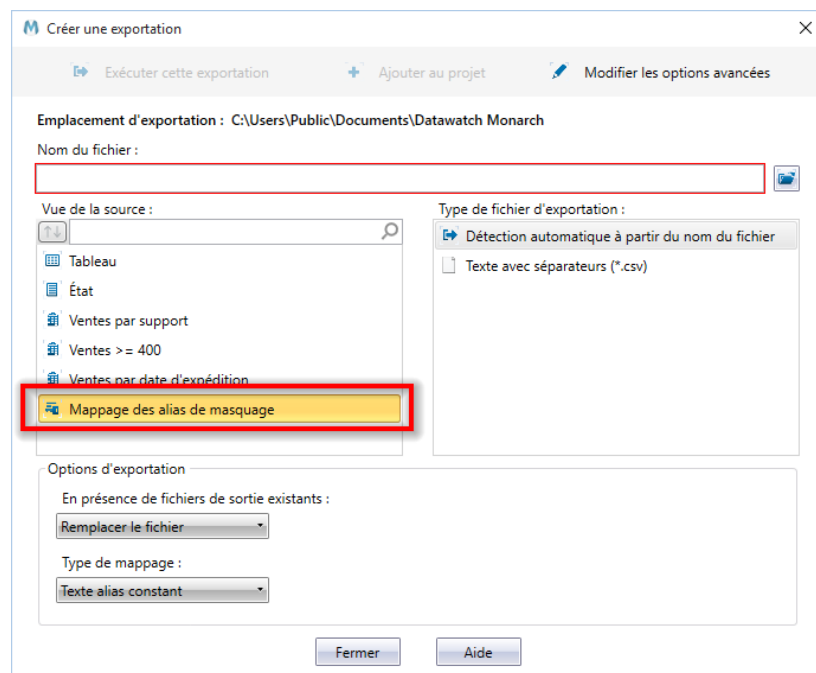 Créer une exportation
Exécuter cette exportation
Ajouter au projet
Modifier les options avancées
Emplacement d'exportation : C:\Users\Public\Documents\Datawatch Monarch
Nom du fichier :
Vue de la source :
Type de fichier d'exportation :
Tableau
État
Ventes par support
Ventes >= 400
Ventes par date d'expédition
Mappage des alias de masquage
Détection automatique à partir du nom du fichier
Texte avec séparateurs (*.csv)
Options d'exportation
En présence de fichiers de sortie existants :
Remplacer le fichier
Type de mappage :
Texte alias constant
Fermer
Aide